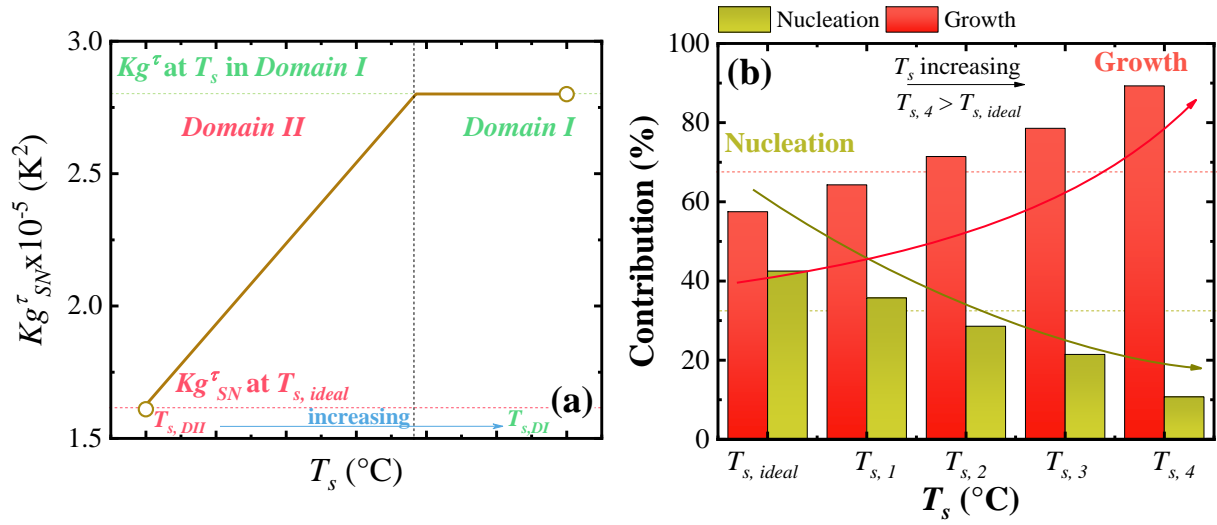 (a)
3.0
2.5
2.0
1.5
Kg^τ_SN x10^-5 (K^2)
Kg^τ at T_s in Domain I
Domain II
Domain I
Kg^τ_SN at T_s, ideal
T_s,DII
increasing
T_s,DI
T_s (°C)
Nucleation
Growth
(b)
100
80
60
40
20
0
Contribution (%)
T_s increasing
T_s, 4 > T_s, ideal
Growth
Nucleation
T_s, ideal
T_s, 1
T_s, 2
T_s, 3
T_s, 4
T_s (°C)